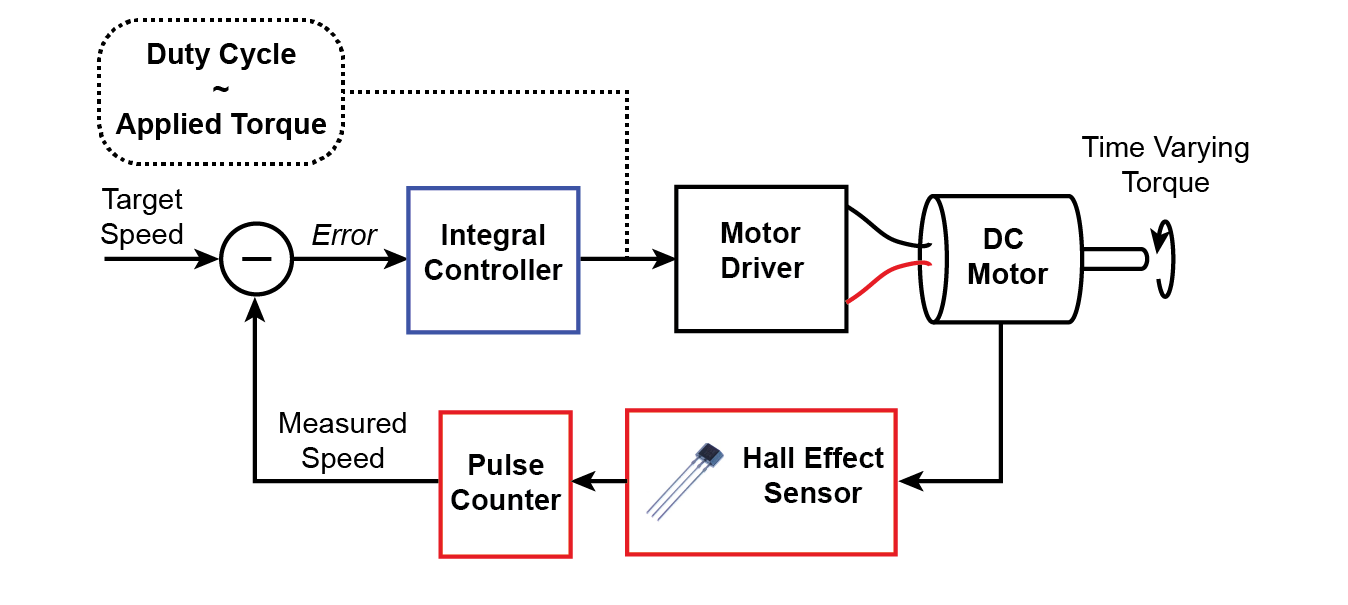 Duty Cycle
~
Applied Torque
Time Varying
Torque
Target
Speed
−
Error
Integral
Controller
Motor
Driver
DC
Motor
Measured
Speed
Pulse
Counter
Hall Effect
Sensor